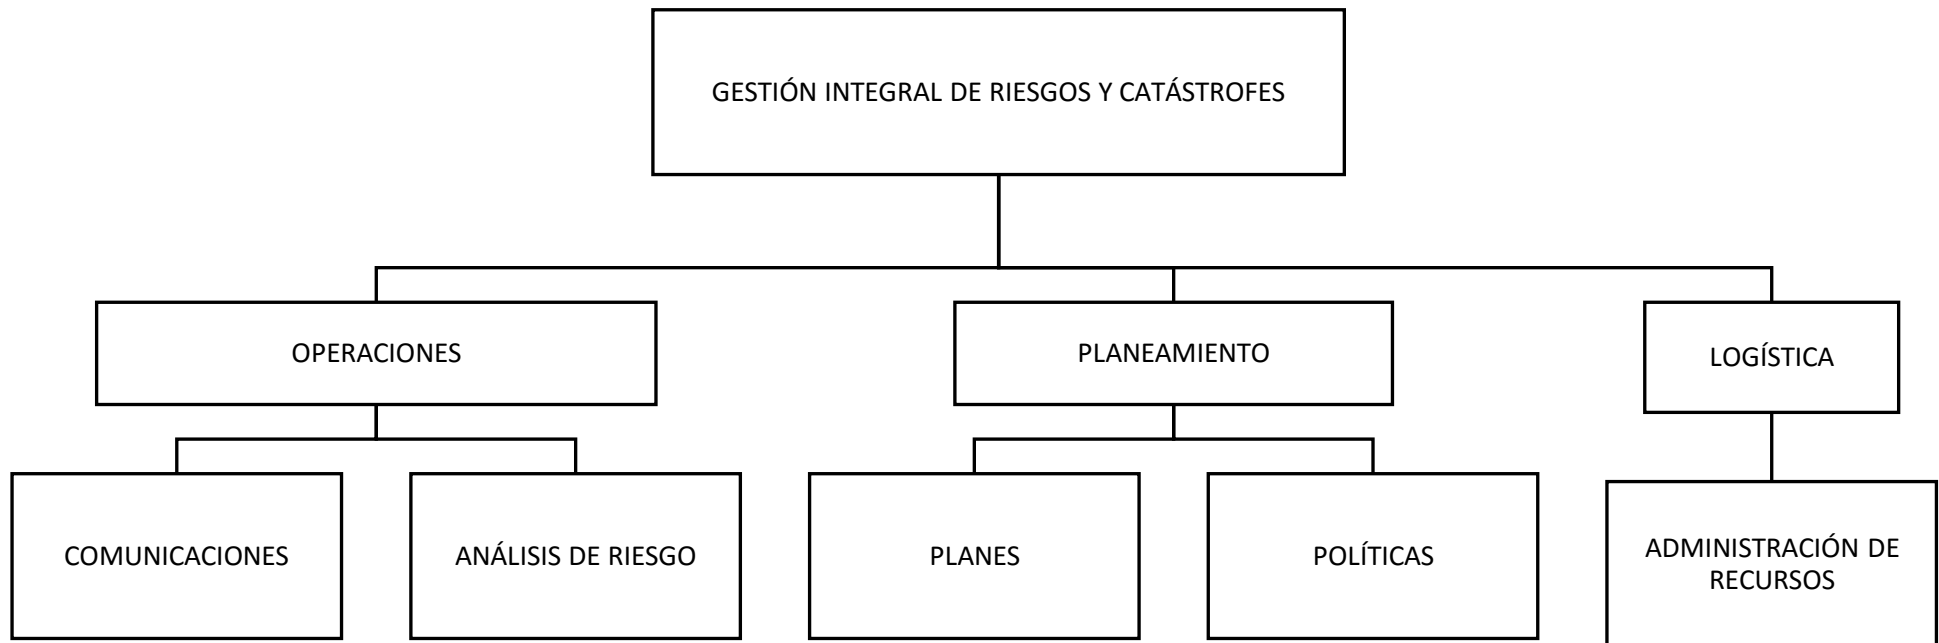 GESTIÓN INTEGRAL DE RIESGOS Y CATÁSTROFES
OPERACIONES
PLANEAMIENTO
LOGÍSTICA
COMUNICACIONES
ANÁLISIS DE RIESGO
PLANES
POLÍTICAS
ADMINISTRACIÓN DE
RECURSOS